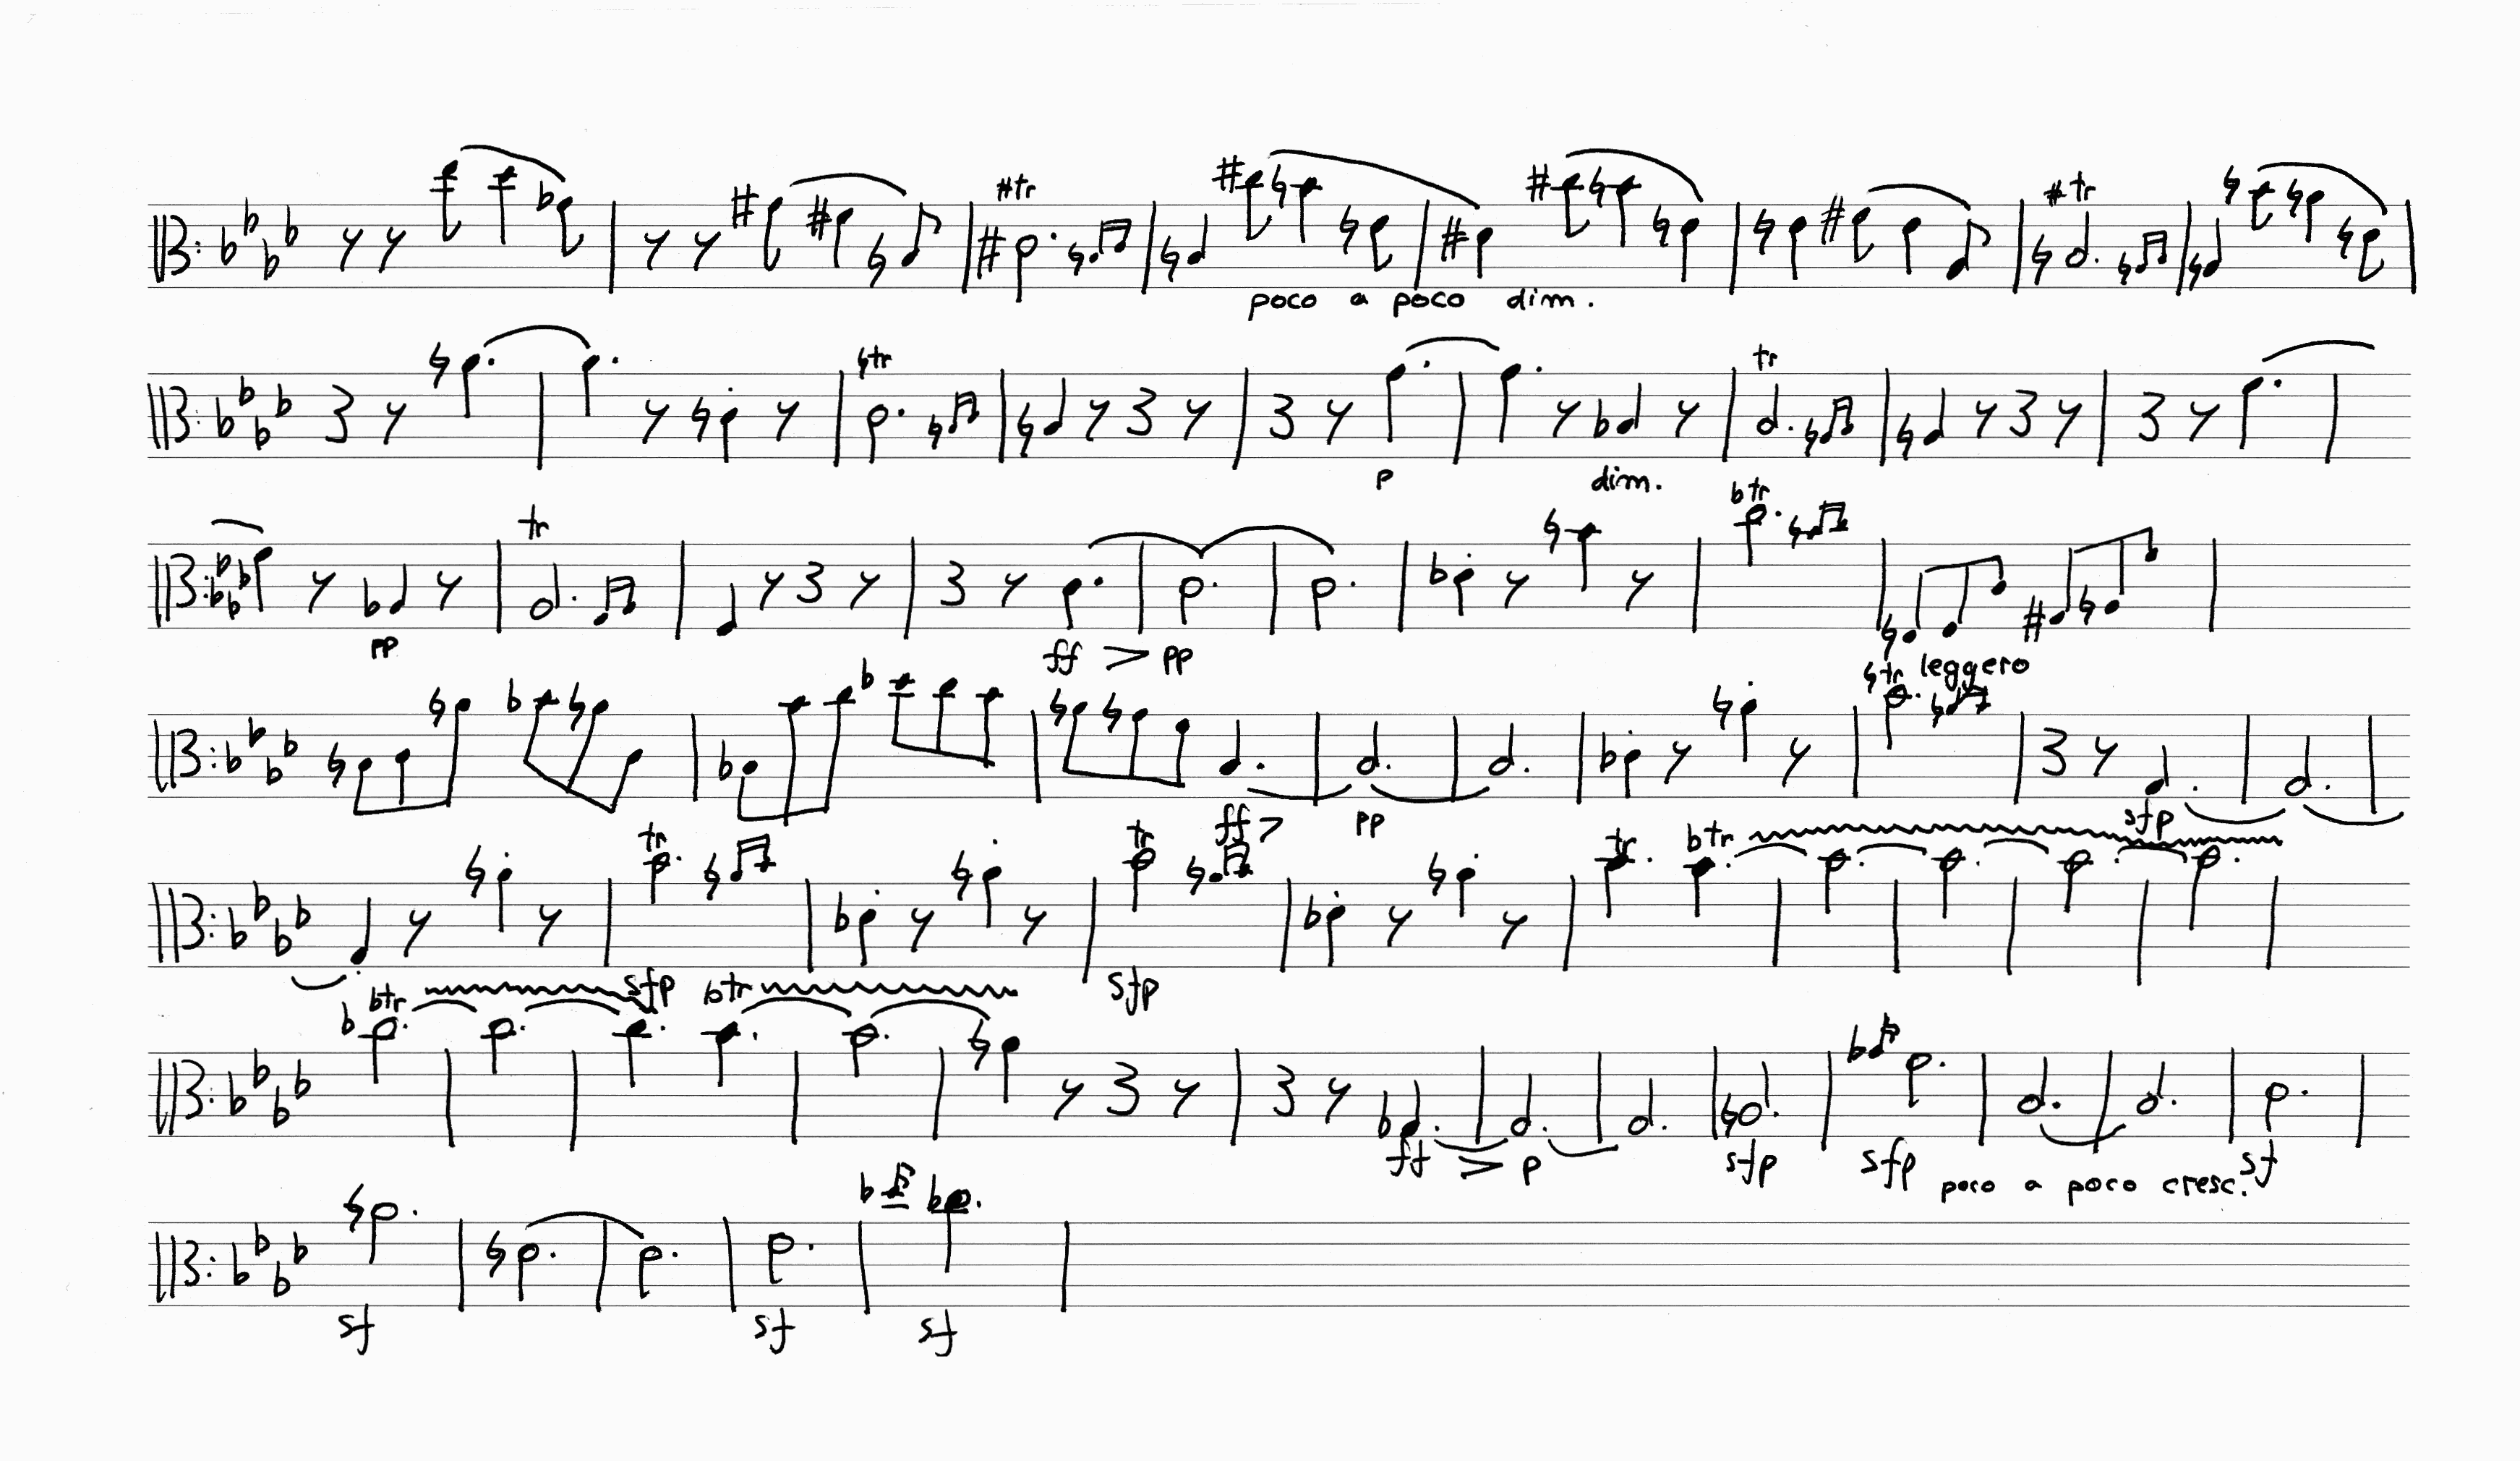 tr tr
poco a poco dim.
tr tr
p dim.
tr tr
pp ff pp leggero
tr
ff pp sfp
tr tr tr tr
sfp sfp
tr tr
ff p sfp sfp poco a poco cresc. sf
sf sf sf